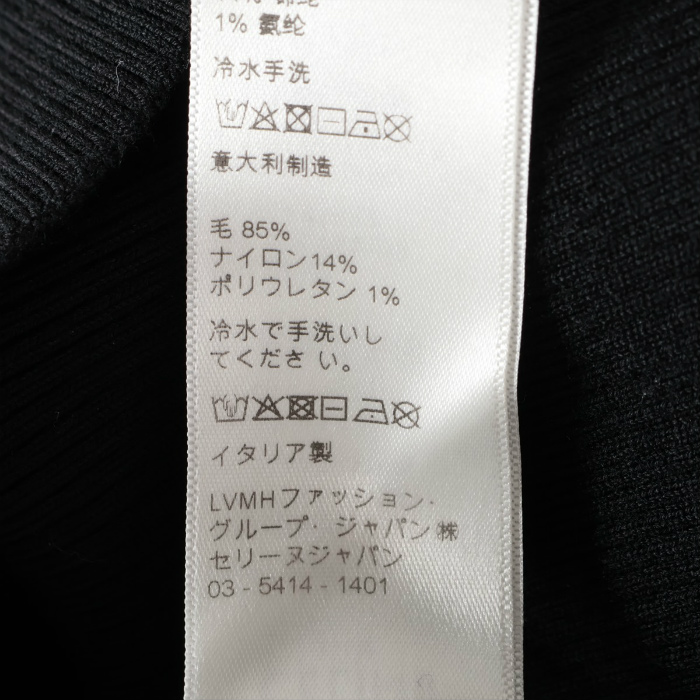 1% 氨纶
冷水手洗
意大利制造
毛 85%
ナイロン14%
ポリウレタン 1%
冷水で手洗いし
てくださ い。
イタリア製
LVMHファッション・
グループ・ ジャパン㈱
セリーヌジャパン
03 - 5414 - 1401